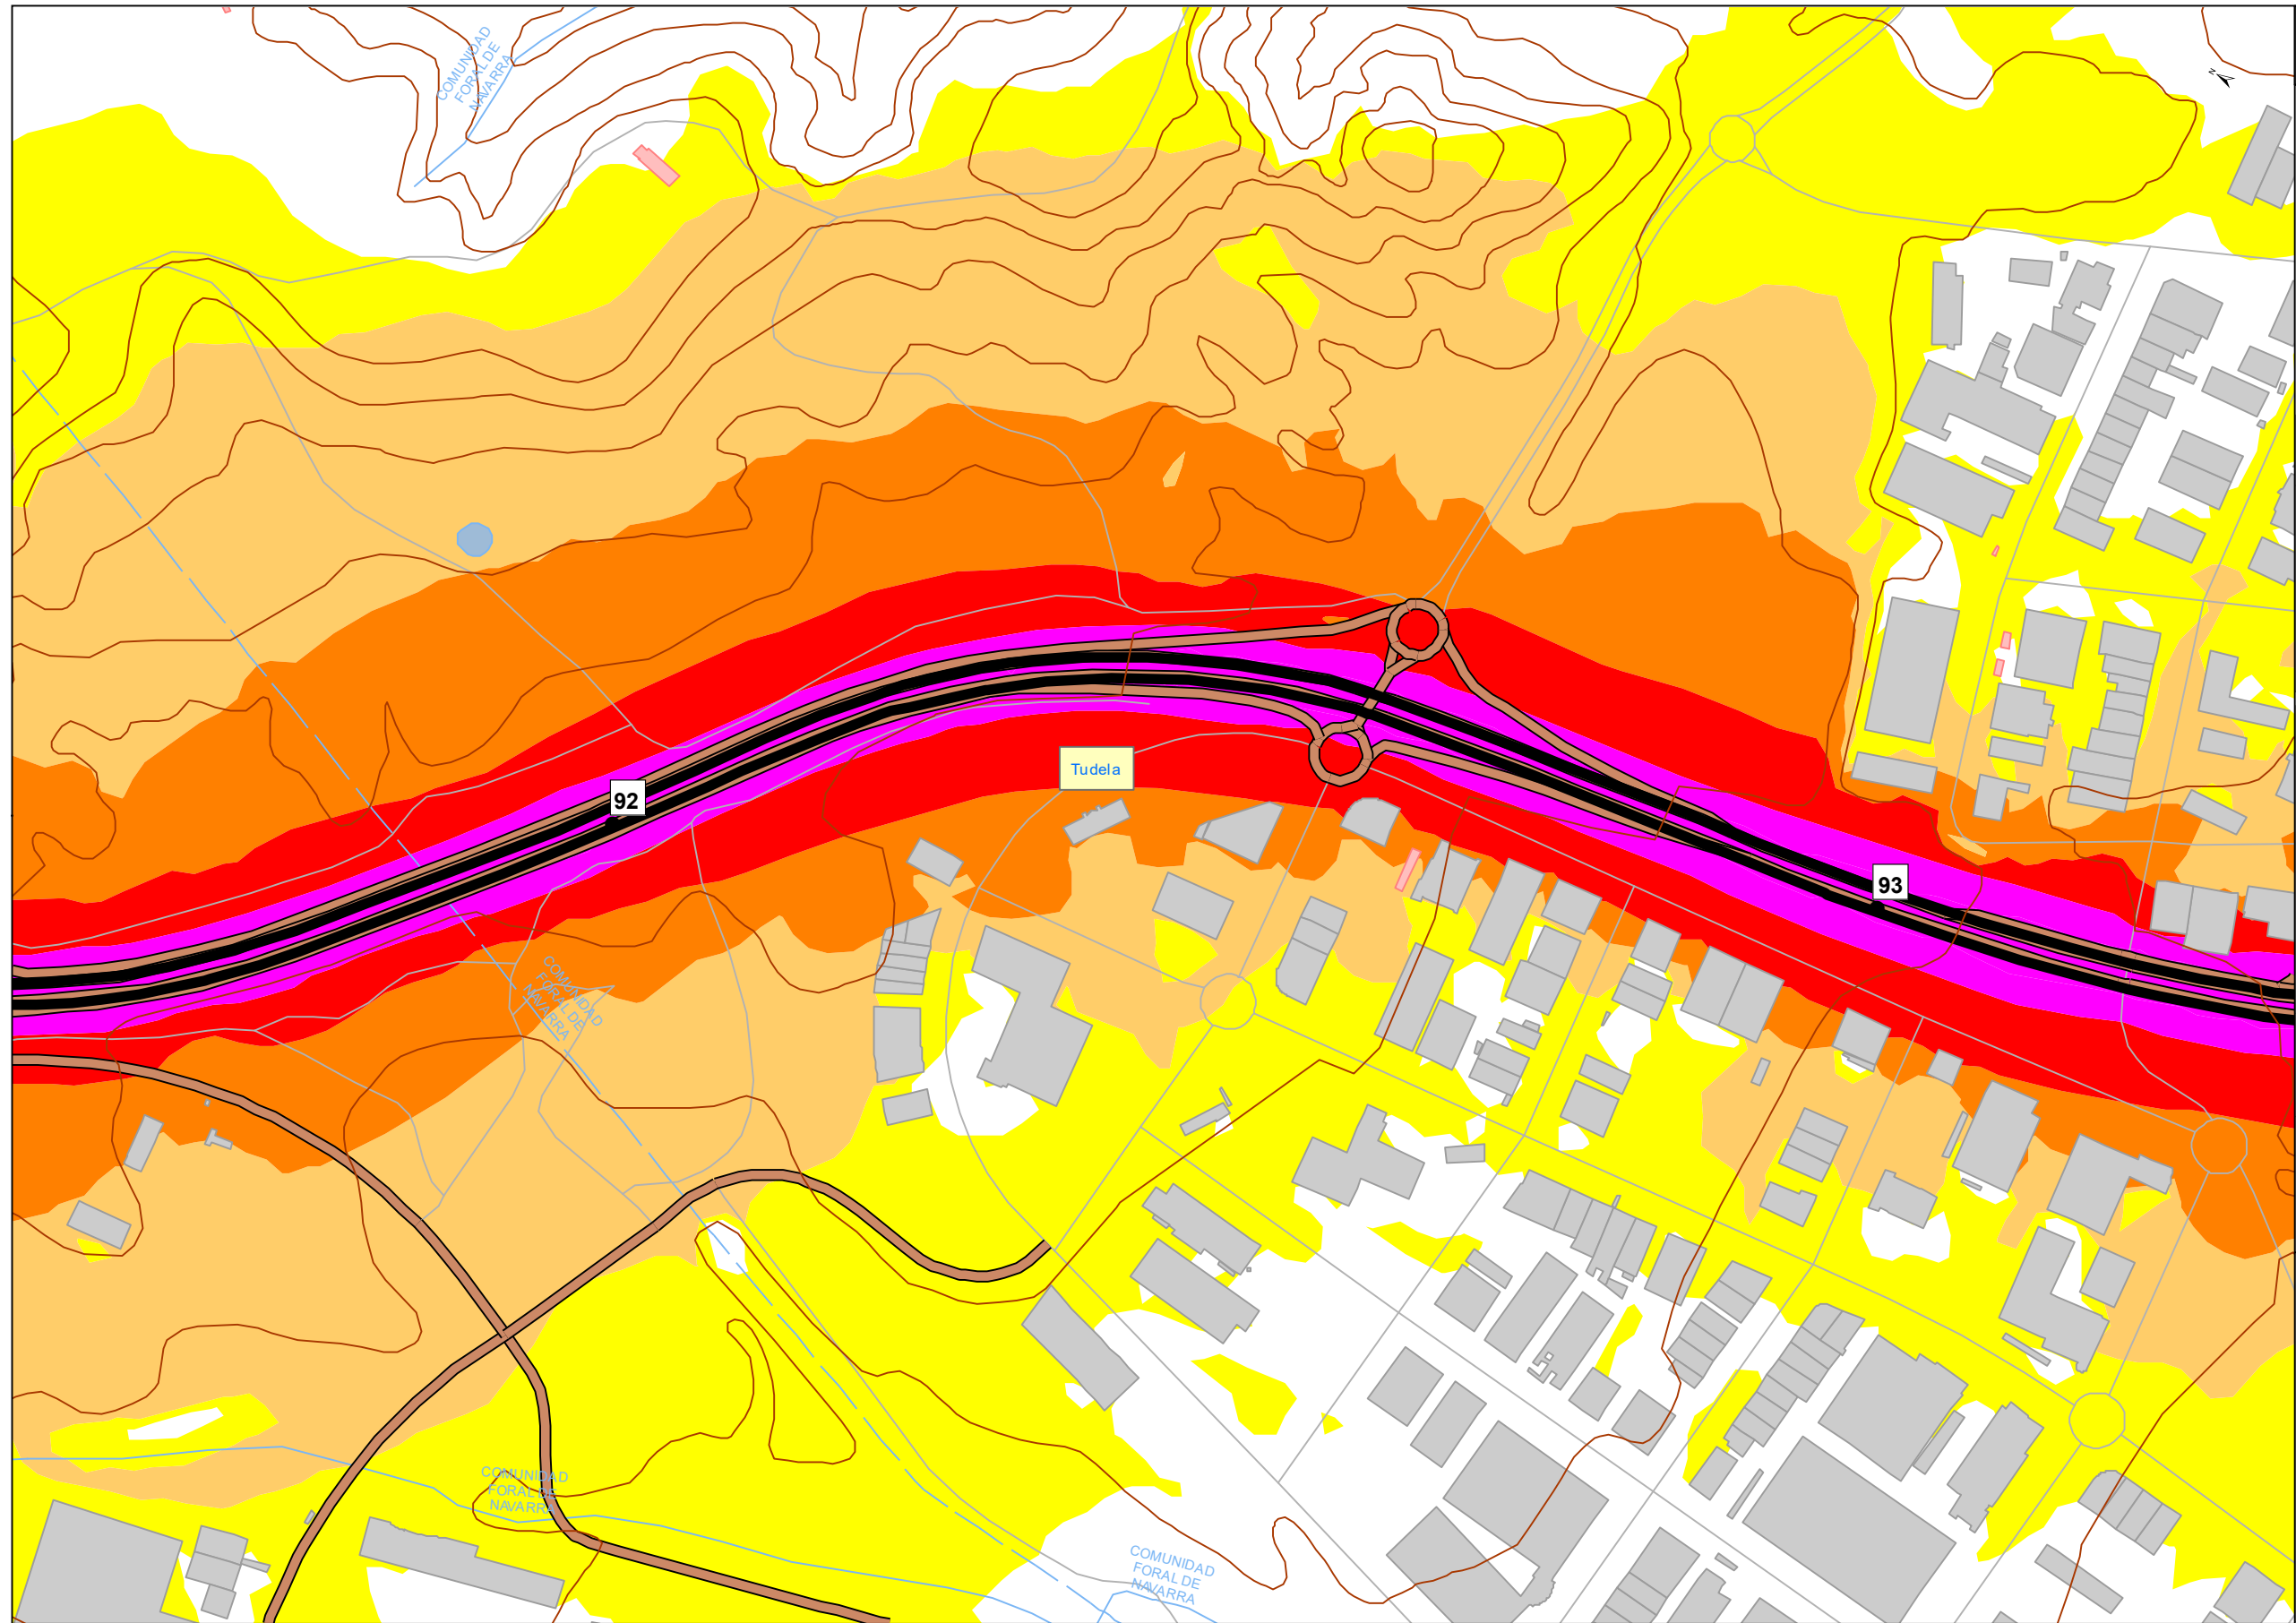 COMUNIDAD
FORAL DE
NAVARRA
N
Tudela
92
93
COMUNIDAD
FORAL DE
NAVARRA
COMUNIDAD
FORAL DE
NAVARRA
COMUNIDAD
FORAL DE
NAVARRA